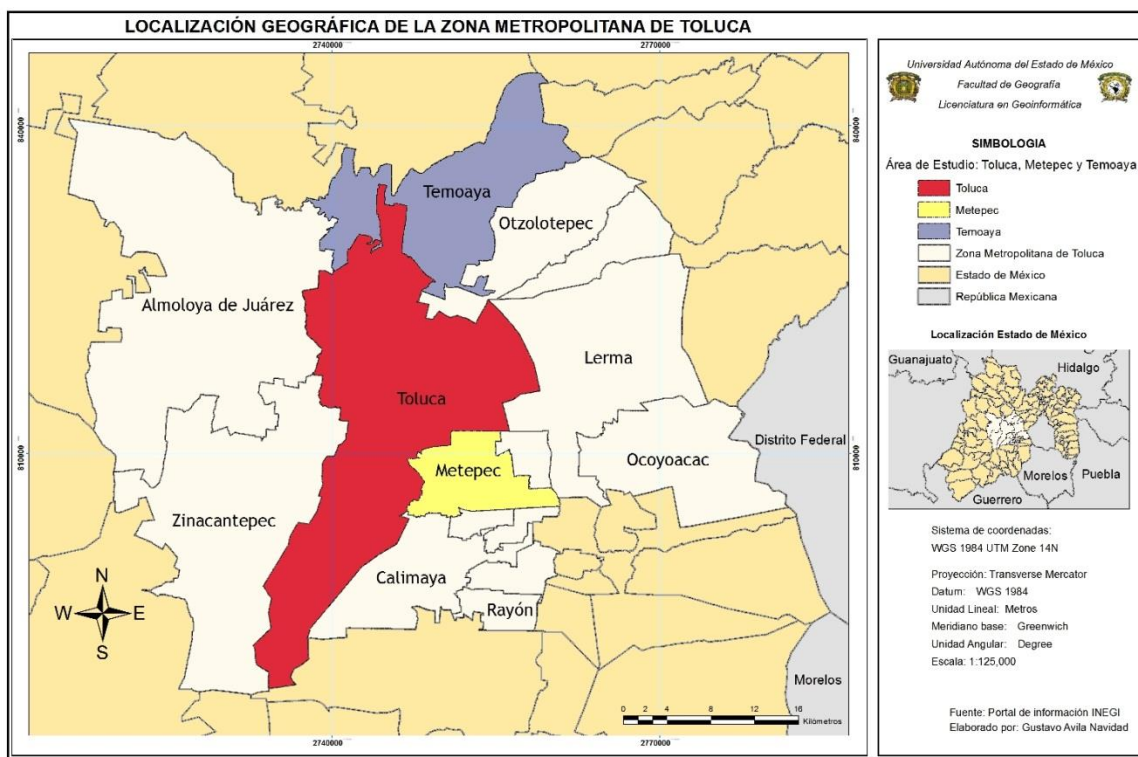 LOCALIZACIÓN GEOGRÁFICA DE LA ZONA METROPOLITANA DE TOLUCA
2740000
2770000
840000
840000
Temoaya
Otzolotepec
Almoloya de Juárez
Lerma
Toluca
Distrito Federal
810000
810000
Metepec
Ocoyoacac
Zinacantepec
Calimaya
Rayón
N
W
E
S
Morelos
0 2 4 8 12 16
Kilómetros
2740000
2770000
Universidad Autónoma del Estado de México
Facultad de Geografía
Licenciatura en Geoinformática
SIMBOLOGIA
Área de Estudio: Toluca, Metepec y Temoaya
Toluca
Metepec
Temoaya
Zona Metropolitana de Toluca
Estado de México
República Mexicana
Localización Estado de México
Guanajuato
Hidalgo
Morelos
Puebla
Guerrero
Sistema de coordenadas:
WGS 1984 UTM Zone 14N
Proyección: Transverse Mercator
Datum: WGS 1984
Unidad Lineal: Metros
Meridiano base: Greenwich
Unidad Angular: Degree
Escala: 1:125,000
Fuente: Portal de información INEGI
Elaborado por: Gustavo Avila Navidad